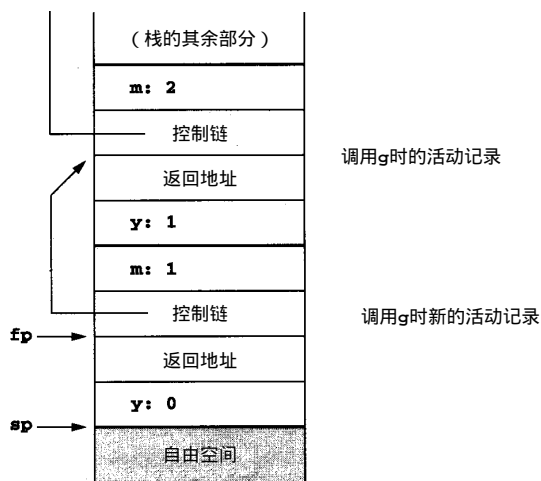 （栈的其余部分）
m: 2
控制链
调用g时的活动记录
返回地址
y: 1
m: 1
控制链
调用g时新的活动记录
fp
返回地址
y: 0
sp
自由空间